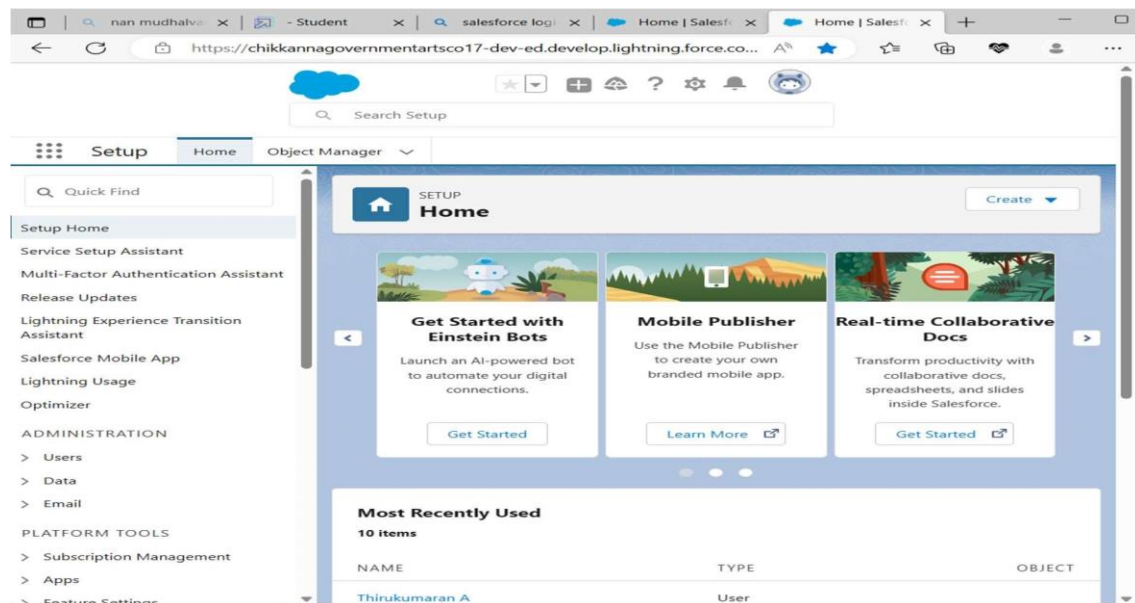 nan mudhalva
- Student
salesforce logi
Home | Salesf
Home | Salesf
https://chikkannagovernmentartsco17-dev-ed.develop.lightning.force.co...
Search Setup
Setup
Home
Object Manager
Quick Find
Setup Home
Service Setup Assistant
Multi-Factor Authentication Assistant
Release Updates
Lightning Experience Transition
Assistant
Salesforce Mobile App
Lightning Usage
Optimizer
ADMINISTRATION
> Users
> Data
> Email
PLATFORM TOOLS
> Subscription Management
> Apps
> Feature Settings
SETUP
Home
Create
Get Started with
Einstein Bots
Launch an AI-powered bot
to automate your digital
connections.
Get Started
Mobile Publisher
Use the Mobile Publisher
to create your own
branded mobile app.
Learn More
Real-time Collaborative
Docs
Transform productivity with
collaborative docs,
spreadsheets, and slides
inside Salesforce.
Get Started
Most Recently Used
10 items
NAME
TYPE
OBJECT
Thirukumaran A
User